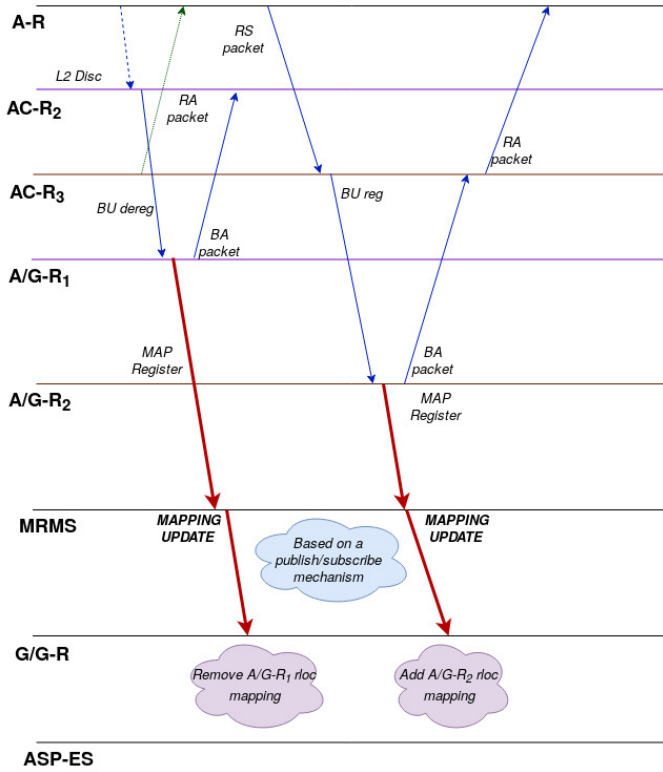 A-R
RS
packet
L2 Disc
RA
packet
AC-R2
RA
packet
AC-R3
BU dereg
BU reg
BA
packet
A/G-R1
MAP
Register
BA
packet
A/G-R2
MAP
Register
MRMS
MAPPING
UPDATE
MAPPING
UPDATE
Based on a
publish/subscribe
mechanism
G/G-R
Remove A/G-R1 rloc
mapping
Add A/G-R2 rloc
mapping
ASP-ES